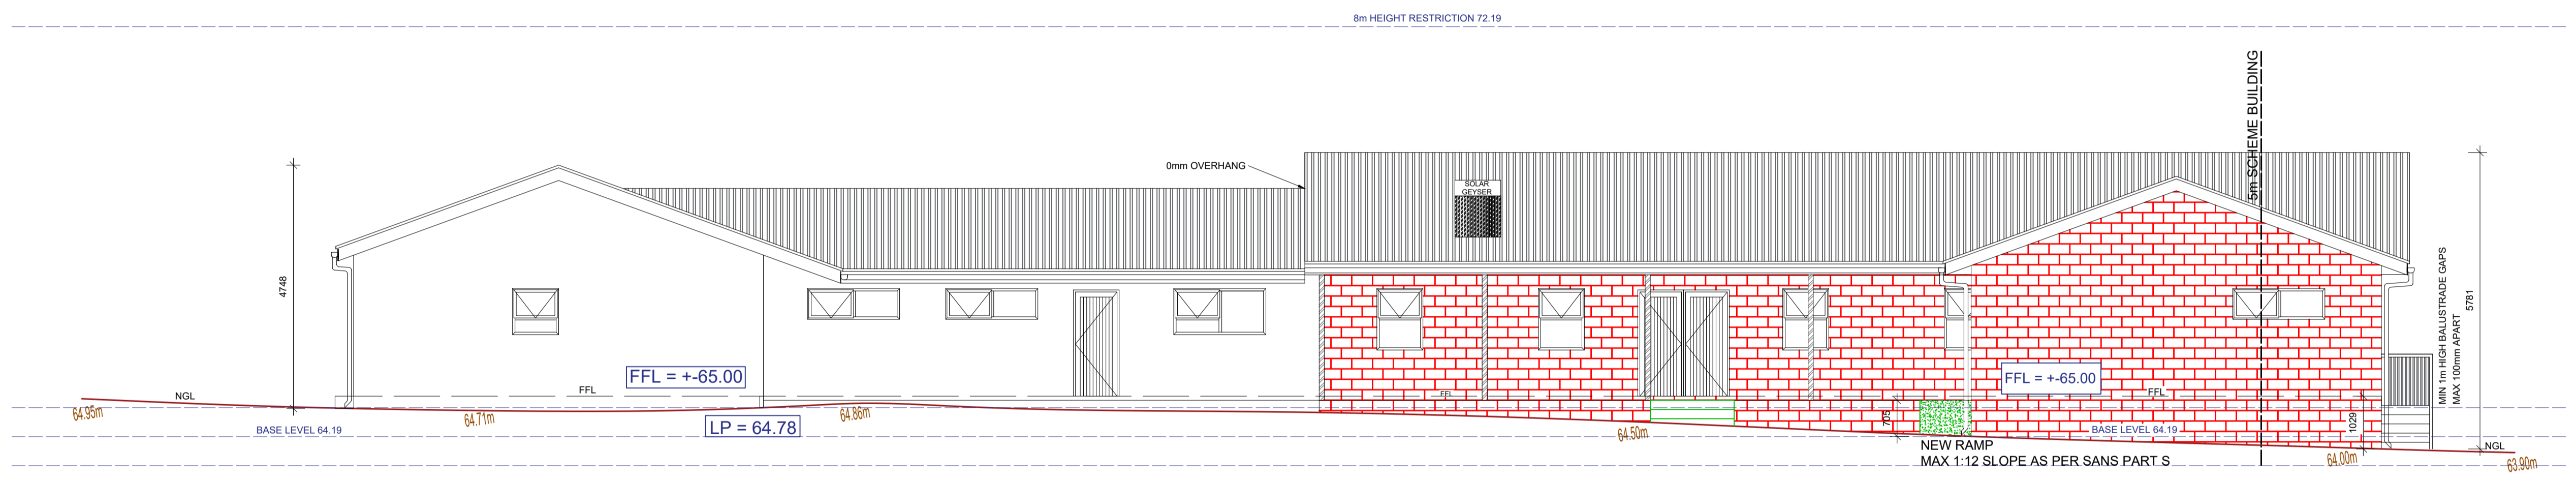 8m HEIGHT RESTRICTION 72.19
5m SCHEME BUILDING
0mm OVERHANG
SOLAR
GEYSER
4748
5781
MIN 1m HIGH BALUSTRADE GAPS
MAX 100mm APART
FFL = +-65.00
FFL = +-65.00
FFL
FFL
FFL
NGL
64.95m
64.71m
64.86m
LP = 64.78
BASE LEVEL 64.19
64.50m
705
BASE LEVEL 64.19
1029
NEW RAMP
MAX 1:12 SLOPE AS PER SANS PART S
64.00m
NGL
63.90m